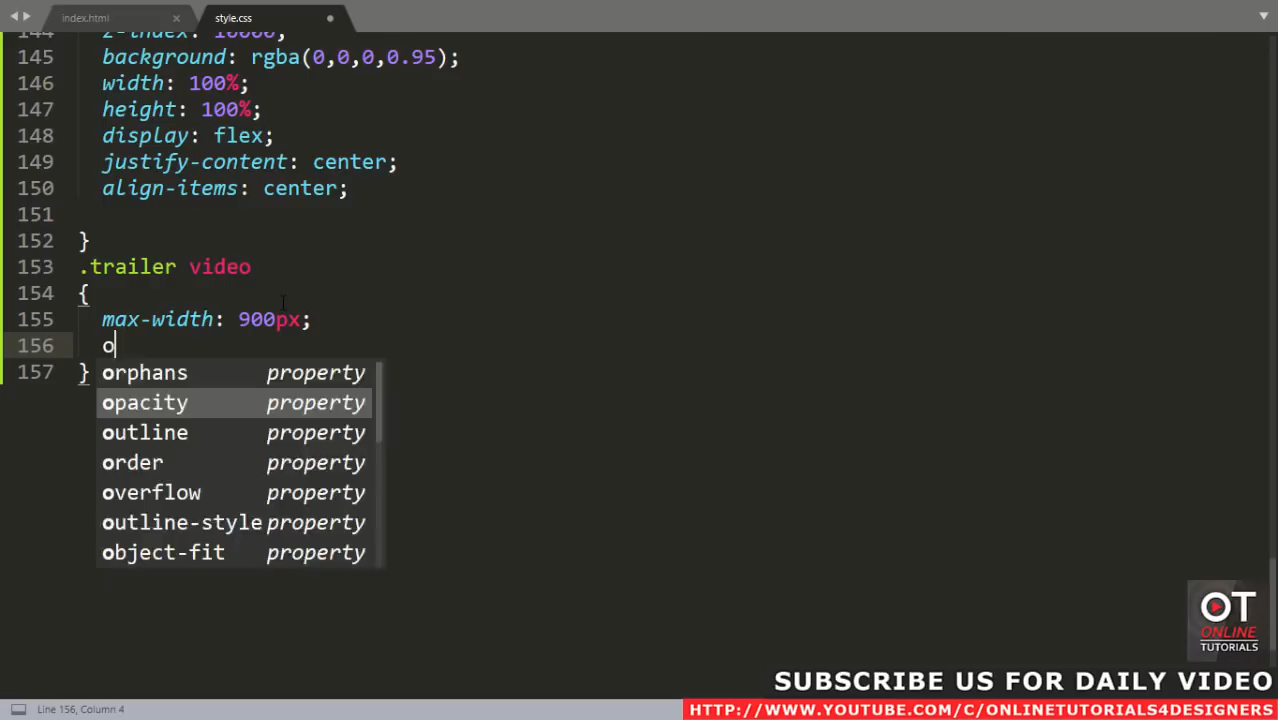 index.html × style.css
144 z-index: 10000;
145 background: rgba(0,0,0,0.95);
146 width: 100%;
147 height: 100%;
148 display: flex;
149 justify-content: center;
150 align-items: center;
151
152 }
153 .trailer video
154 {
155 max-width: 900px;
156 o
157 }
orphans property
opacity property
outline property
order property
overflow property
outline-style property
object-fit property
OT
ONLINE
TUTORIALS
SUBSCRIBE US FOR DAILY VIDEO
Line 156, Column 4
HTTP://WWW.YOUTUBE.COM/C/ONLINETUTORIALS4DESIGNERS